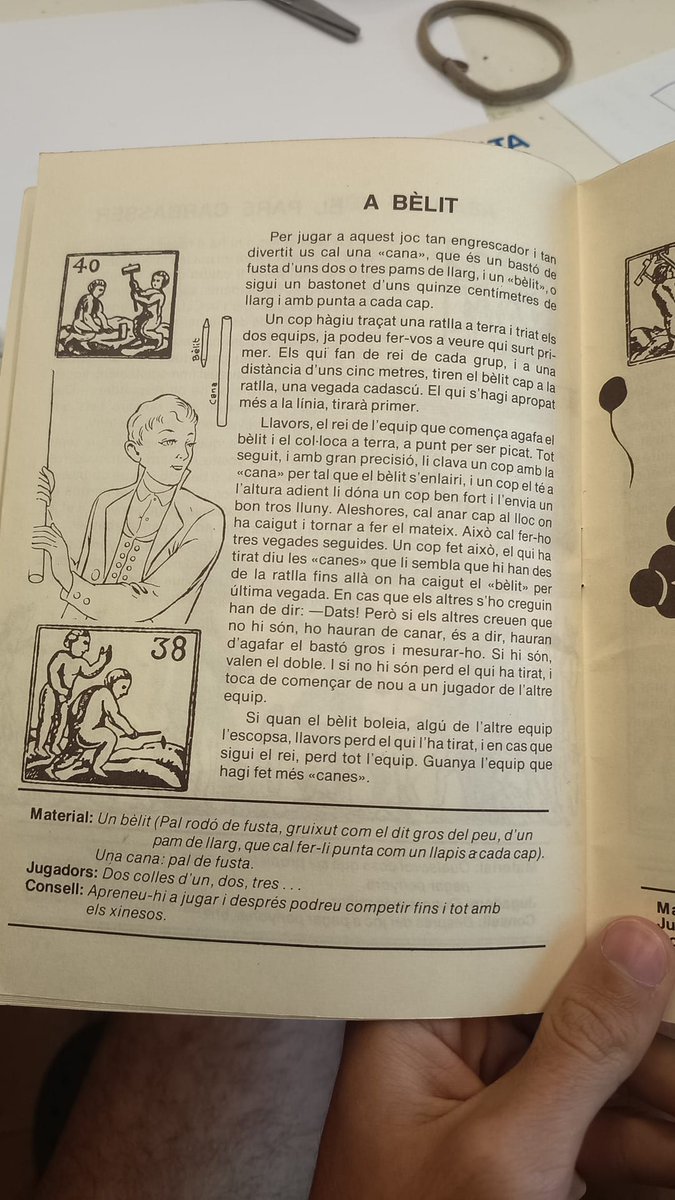 TA
A BÈLIT
Per jugar a aquest joc tan engrescador i tan
divertit us cal una «cana», que és un bastó de
fusta d'uns dos o tres pams de llarg, i un «bèlit», o
sigui un bastonet d'uns quinze centímetres de
llarg i amb punta a cada cap.
Un cop hàgiu traçat una ratlla a terra i triat els
dos equips, ja podeu fer-vos a veure qui surt pri-
mer. Els qui fan de rei de cada grup, i a una
distància d'uns cinc metres, tiren el bèlit cap a la
ratlla, una vegada cadascú. El qui s'hagi apropat
més a la línia, tirarà primer.
Llavors, el rei de l'equip que comença agafa el
bèlit i el col·loca a terra, a punt per ser picat. Tot
seguit, i amb gran precisió, li clava un cop amb la
«cana» per tal que el bèlit s'enlairi, i un cop el té a
l'altura adient li dóna un cop ben fort i l'envia un
bon tros lluny. Aleshores, cal anar cap al lloc on
ha caigut i tornar a fer el mateix. Això cal fer-ho
tres vegades seguides. Un cop fet això, el qui ha
tirat diu les «canes» que li sembla que hi han des
de la ratlla fins allà on ha caigut el «bèlit» per
última vegada. En cas que els altres s'ho creguin
han de dir: —Dats! Però si els altres creuen que
no hi són, ho hauran de canar, és a dir, hauran
d'agafar el bastó gros i mesurar-ho. Si hi són,
valen el doble. I si no hi són perd el qui ha tirat, i
toca de començar de nou a un jugador de l'altre
equip.
Si quan el bèlit boleia, algú de l'altre equip
l'escopsa, llavors perd el qui l'ha tirat, i en cas que
sigui el rei, perd tot l'equip. Guanya l'equip que
hagi fet més «canes».
40
Bèlit
Cana
38
Material: Un bèlit (Pal rodó de fusta, gruixut com el dit gros del peu, d'un
pam de llarg, que cal fer-li punta com un llapis a cada cap).
Una cana: pal de fusta.
Jugadors: Dos colles d'un, dos, tres . . .
Consell: Apreneu-hi a jugar i després podreu competir fins i tot amb
els xinesos.
Ma
Ju